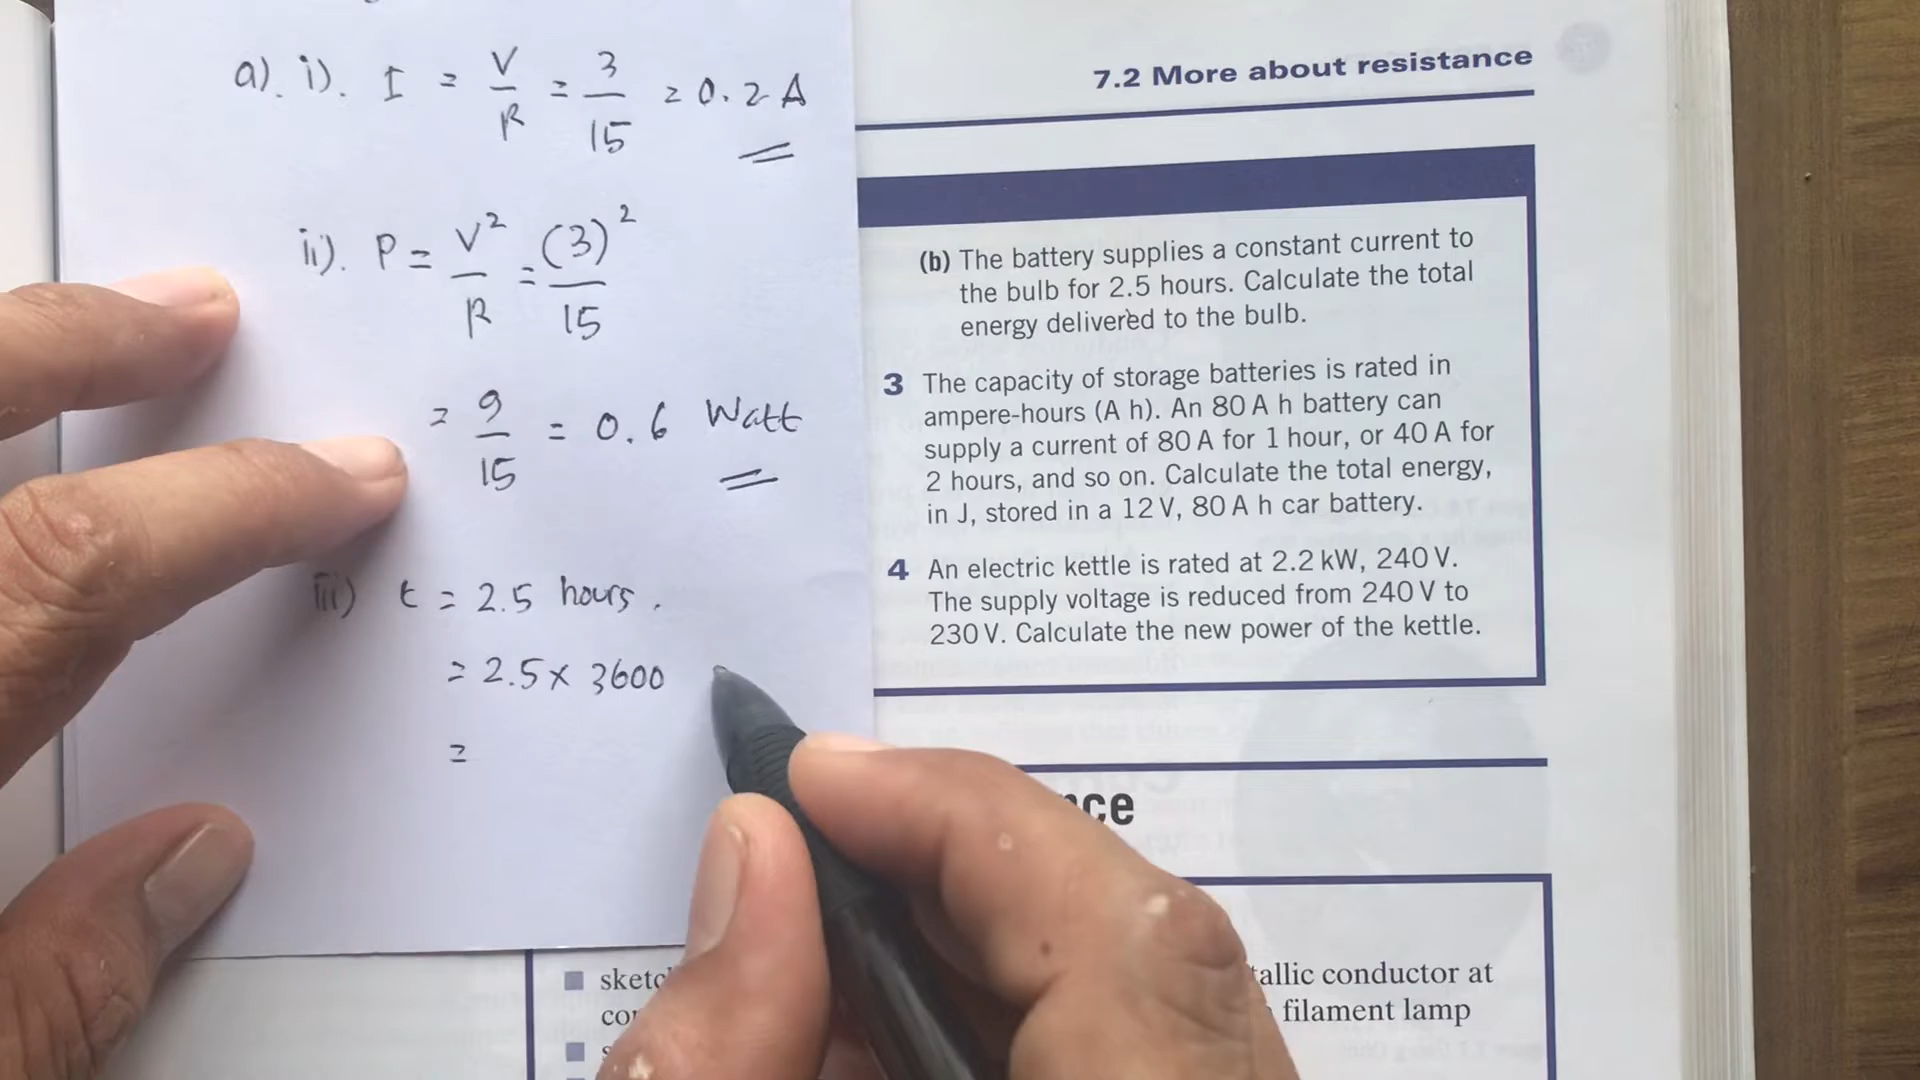 a). i). I = V/R = 3/15 = 0.2 A
ii). P = V²/R = (3)²/15
= 9/15 = 0.6 Watt
iii) t = 2.5 hours.
= 2.5 x 3600
=
7.2 More about resistance
(b) The battery supplies a constant current to
the bulb for 2.5 hours. Calculate the total
energy delivered to the bulb.
3 The capacity of storage batteries is rated in
ampere-hours (A h). An 80 A h battery can
supply a current of 80 A for 1 hour, or 40 A for
2 hours, and so on. Calculate the total energy,
in J, stored in a 12 V, 80 A h car battery.
4 An electric kettle is rated at 2.2 kW, 240 V.
The supply voltage is reduced from 240 V to
230 V. Calculate the new power of the kettle.
tallic conductor at
filament lamp